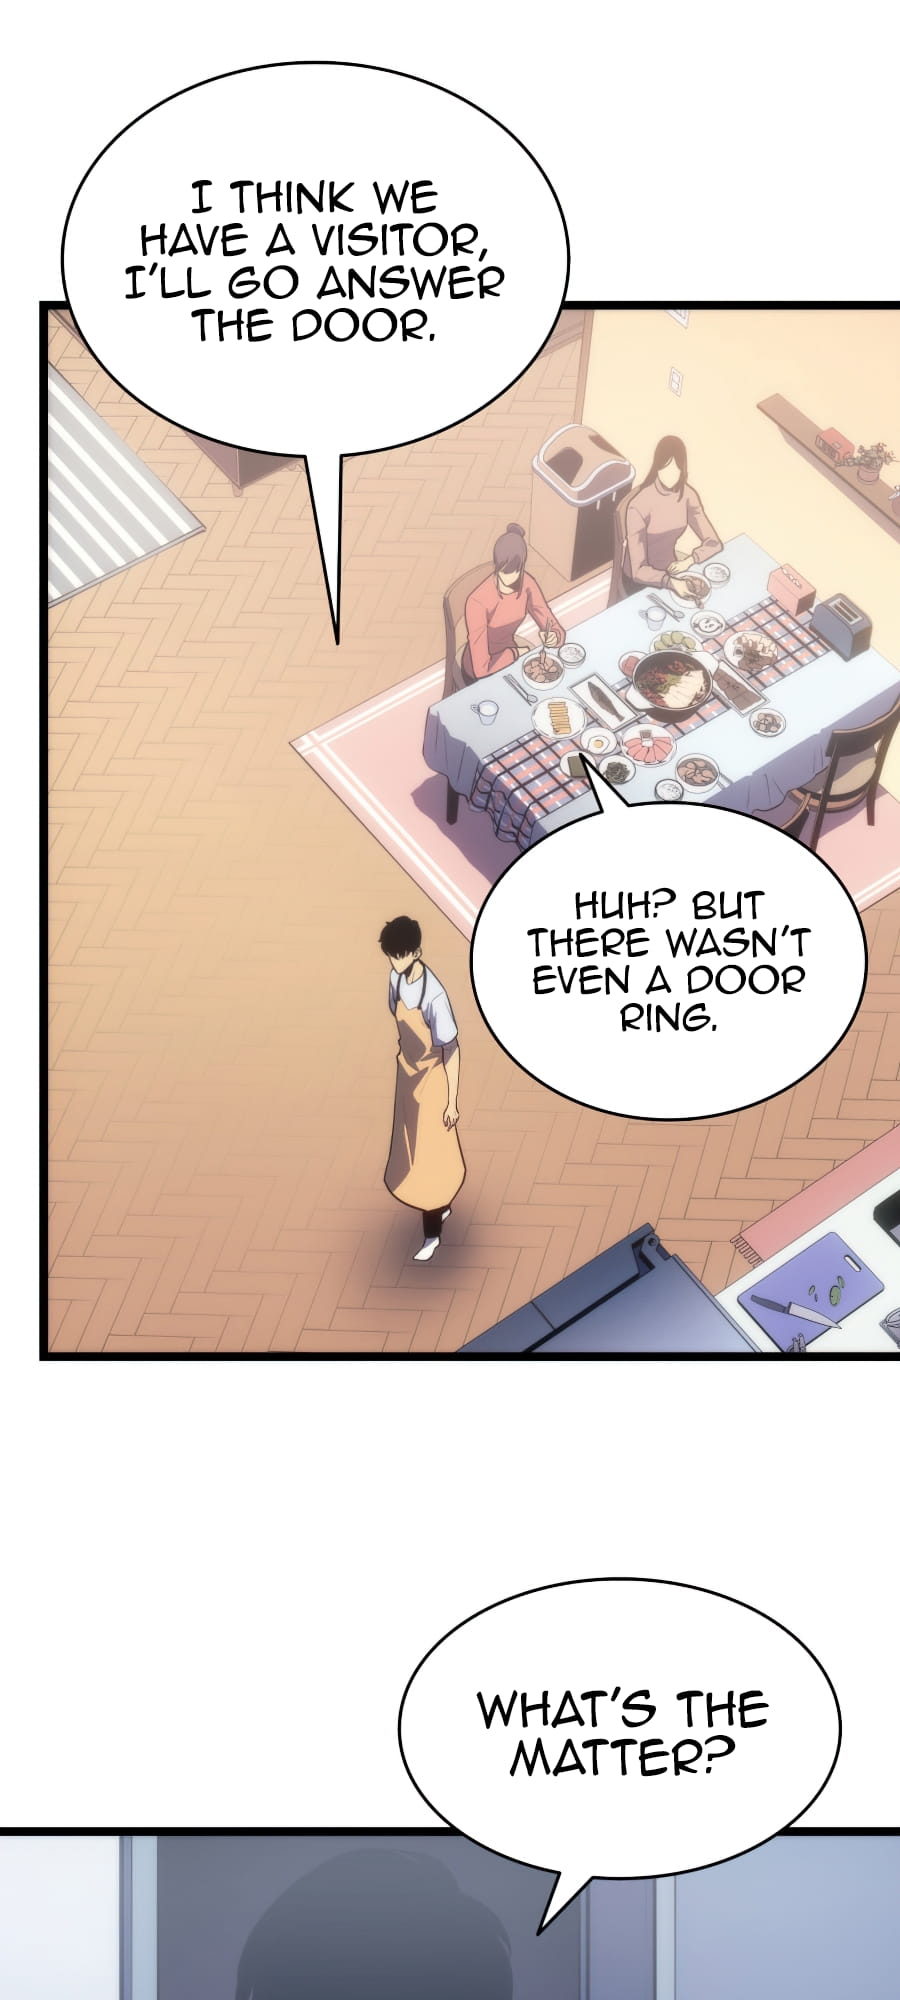 I THINK WE
HAVE A VISITOR,
I'LL GO ANSWER
THE DOOR.
HUH? BUT
THERE WASN'T
EVEN A DOOR
RING.
WHAT'S THE
MATTER?